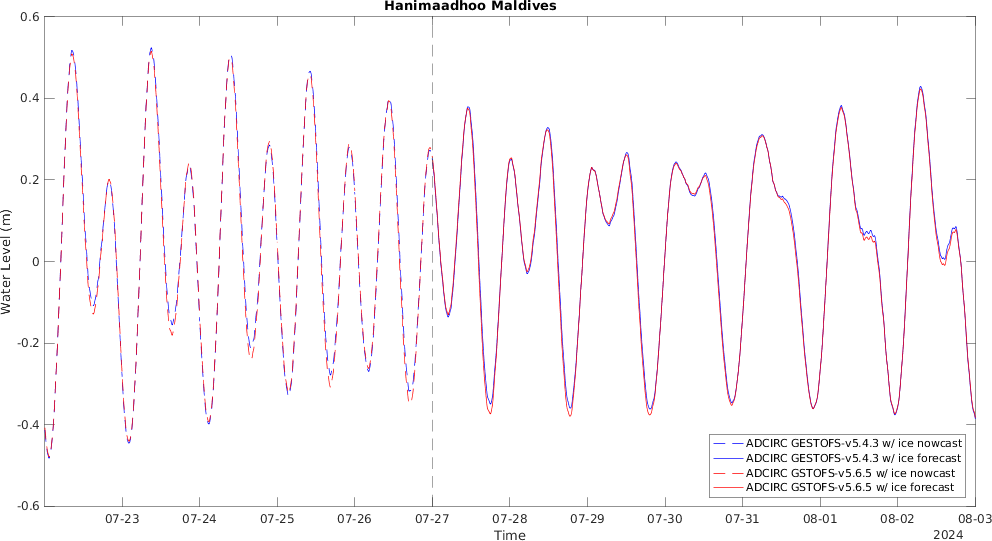 Hanimaadhoo Maldives
0.6
0.4
0.2
0
-0.2
-0.4
-0.6
Water Level (m)
07-23 07-24 07-25 07-26 07-27 07-28 07-29 07-30 07-31 08-01 08-02 08-03
Time
2024
ADCIRC GESTOFS-v5.4.3 w/ ice nowcast
ADCIRC GESTOFS-v5.4.3 w/ ice forecast
ADCIRC GSTOFS-v5.6.5 w/ ice nowcast
ADCIRC GSTOFS-v5.6.5 w/ ice forecast